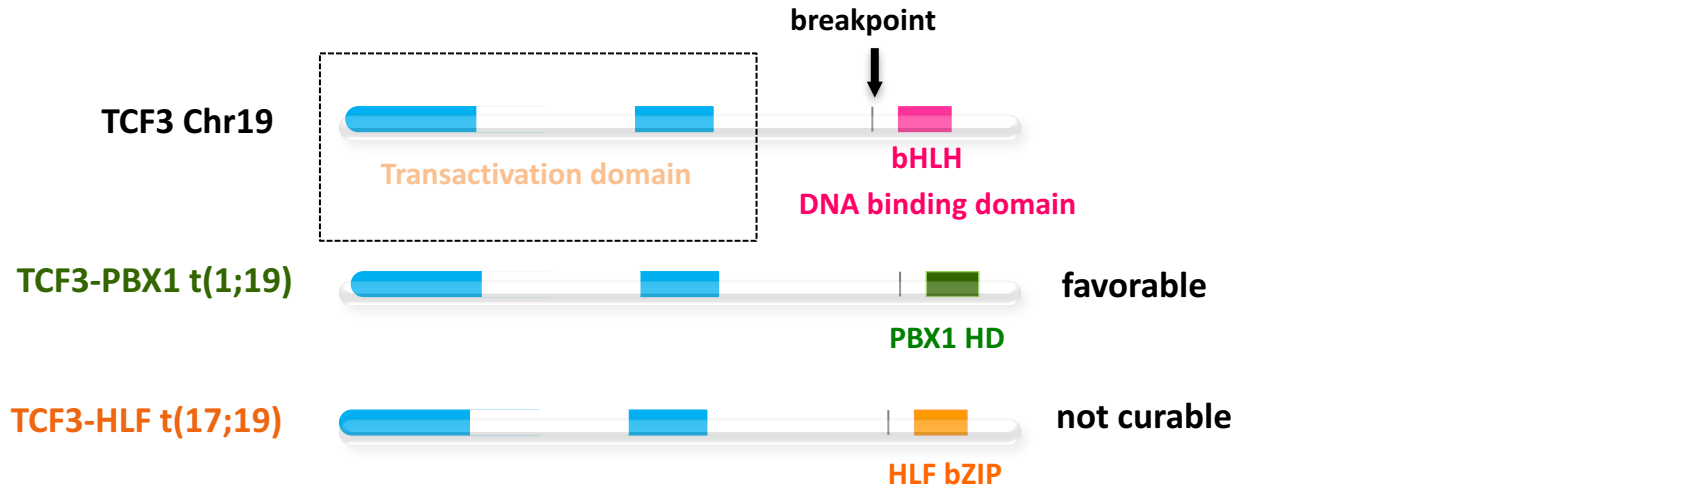 breakpoint
TCF3 Chr19
bHLH
Transactivation domain
DNA binding domain
TCF3-PBX1 t(1;19)
favorable
PBX1 HD
TCF3-HLF t(17;19)
not curable
HLF bZIP